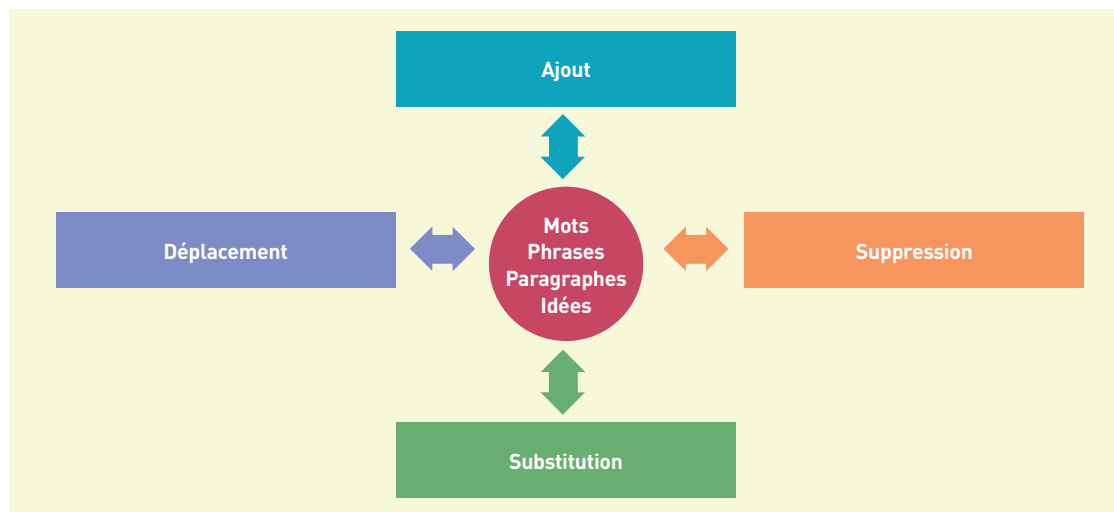 Ajout
Déplacement
Mots
Phrases
Paragraphes
Idées
Suppression
Substitution